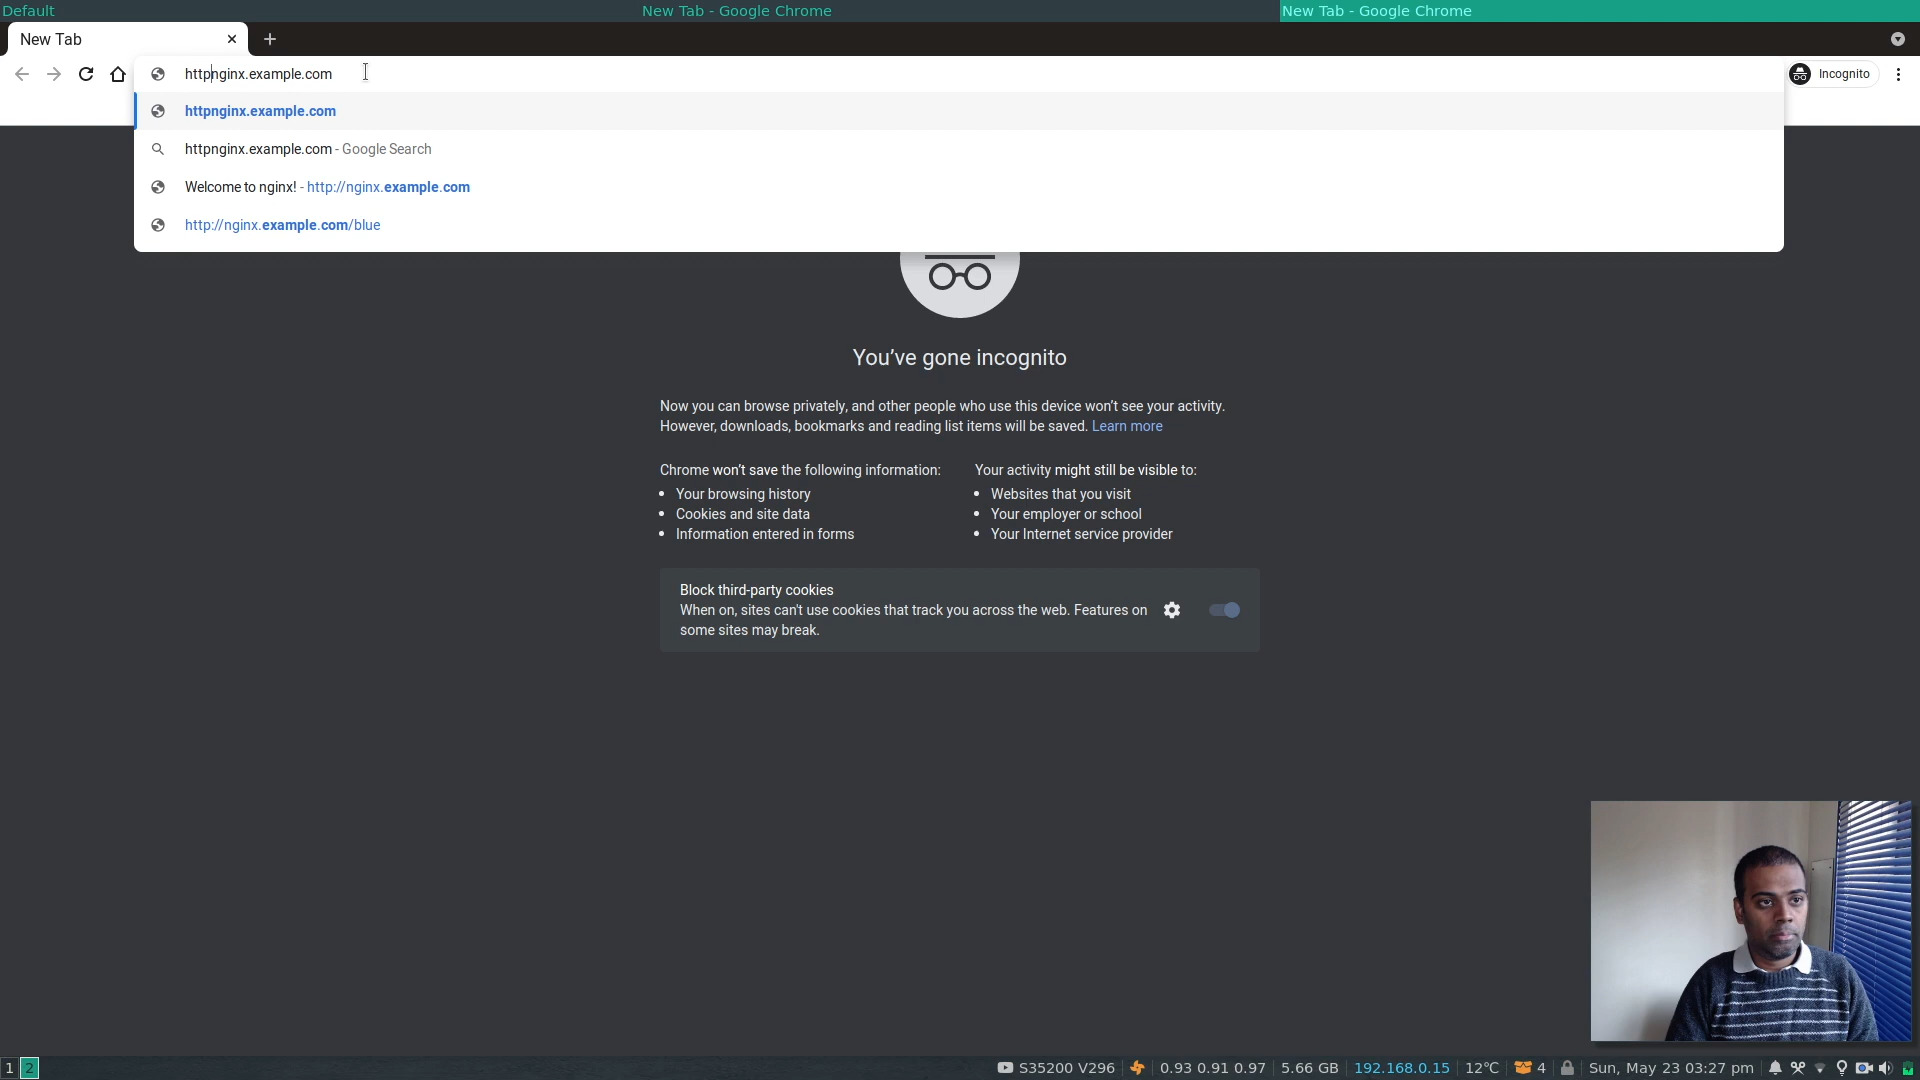 Default
New Tab - Google Chrome
New Tab - Google Chrome
New Tab
httpnginx.example.com
Incognito
httpnginx.example.com
httpnginx.example.com - Google Search
Welcome to nginx! - http://nginx.example.com
http://nginx.example.com/blue
You've gone incognito
Now you can browse privately, and other people who use this device won't see your activity.
However, downloads, bookmarks and reading list items will be saved. Learn more
Chrome won't save the following information:
Your browsing history
Cookies and site data
Information entered in forms
Your activity might still be visible to:
Websites that you visit
Your employer or school
Your Internet service provider
Block third-party cookies
When on, sites can't use cookies that track you across the web. Features on
some sites may break.
1 2
S35200 V296 0.93 0.91 0.97 5.66 GB 192.168.0.15 12°C 4 Sun, May 23 03:27 pm